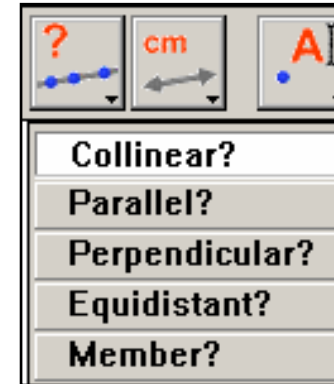 ? cm A
Collinear?
Parallel?
Perpendicular?
Equidistant?
Member?